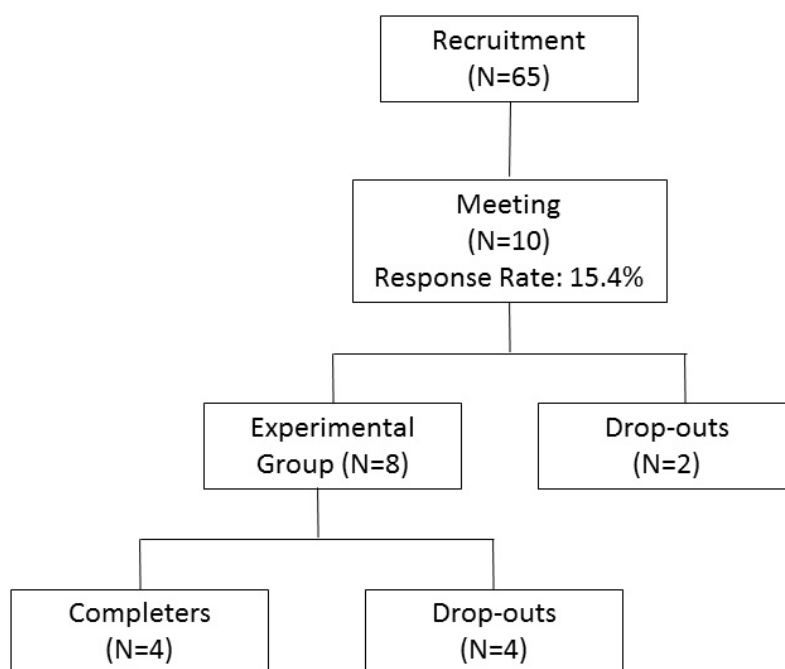 Recruitment
(N=65)
Meeting
(N=10)
Response Rate: 15.4%
Experimental
Group (N=8)
Drop-outs
(N=2)
Completers
(N=4)
Drop-outs
(N=4)